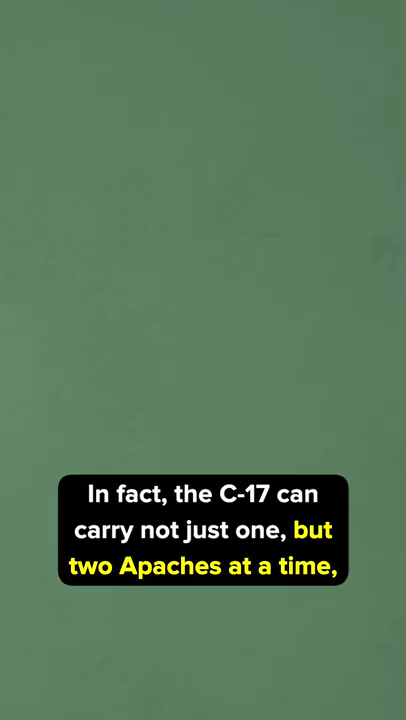 In fact, the C-17 can
carry not just one, but
two Apaches at a time,